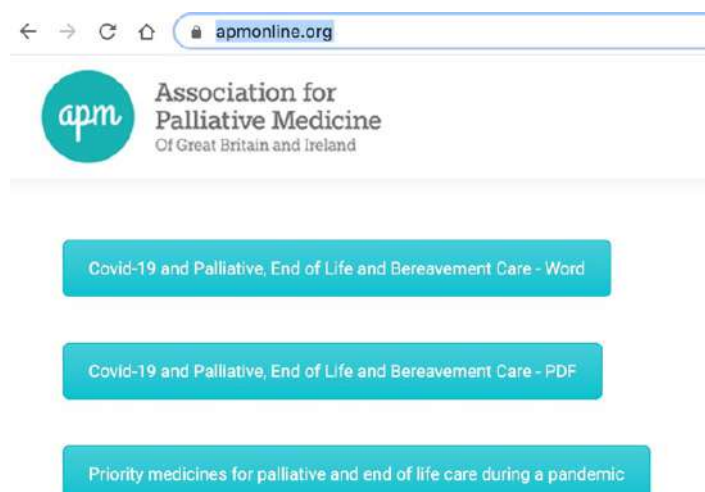 apmonline.org
apm
Association for
Palliative Medicine
Of Great Britain and Ireland
Covid-19 and Palliative, End of Life and Bereavement Care - Word
Covid-19 and Palliative, End of Life and Bereavement Care - PDF
Priority medicines for palliative and end of life care during a pandemic